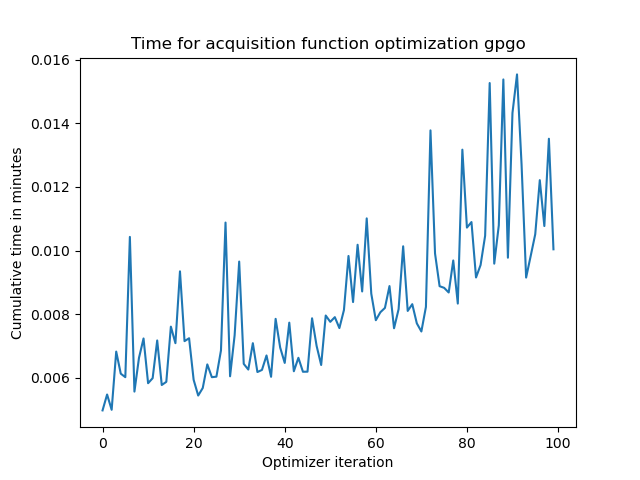 Time for acquisition function optimization gpgo
0.016
0.014
0.012
0.010
0.008
0.006
Cumulative time in minutes
0 20 40 60 80 100
Optimizer iteration